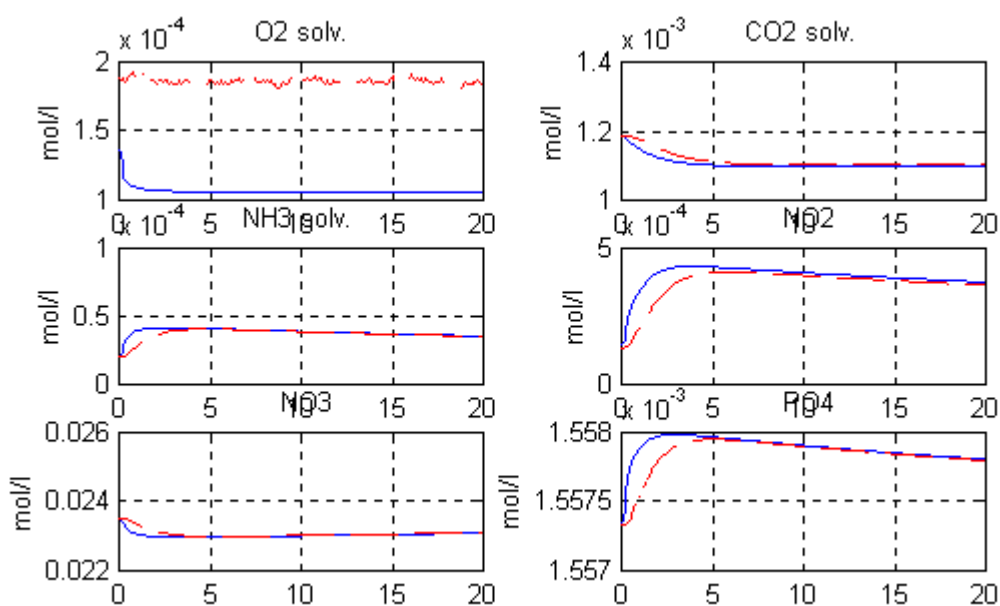 x 10^-4 O2 solv.
2
1.5
1
mol/l
0 5 10 15 20
x 10^-3 CO2 solv.
1.4
1.2
1
mol/l
0 5 10 15 20
x 10^-4 NH3 solv.
1
0.5
0
mol/l
0 5 10 15 20
x 10^-4 NO2
5
0
mol/l
0 5 10 15 20
NO3
0.026
0.024
0.022
mol/l
0 5 10 15 20
x 10^-3 PO4
1.558
1.5575
1.557
mol/l
0 5 10 15 20